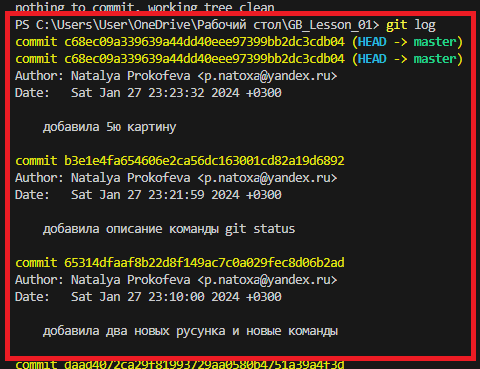 nothing to commit, working tree clean
PS C:\Users\User\OneDrive\Рабочий стол\GB_Lesson_01> git log
commit c68ec09a339639a44dd40eee97399bb2dc3cdb04 (HEAD -> master)
commit c68ec09a339639a44dd40eee97399bb2dc3cdb04 (HEAD -> master)
Author: Natalya Prokofeva <p.natoxa@yandex.ru>
Date:   Sat Jan 27 23:23:32 2024 +0300
    добавила 5ю картину
commit b3e1e4fa654606e2ca56dc163001cd82a19d6892
Author: Natalya Prokofeva <p.natoxa@yandex.ru>
Date:   Sat Jan 27 23:21:59 2024 +0300
    добавила описание команды git status
commit 65314dfaaf8b22d8f149ac7c0a029fec8d06b2ad
Author: Natalya Prokofeva <p.natoxa@yandex.ru>
Date:   Sat Jan 27 23:10:00 2024 +0300
    добавила два новых русунка и новые команды
commit daad4072ca29f81993729aa0580b4751a39a4f3d